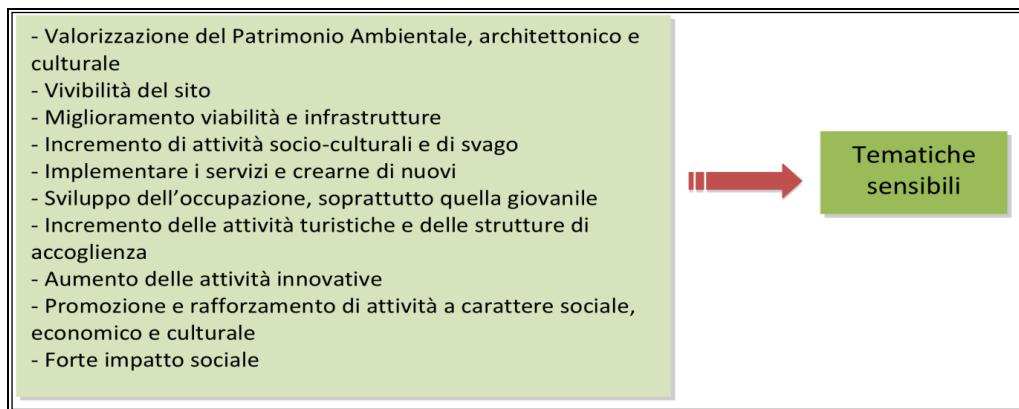 - Valorizzazione del Patrimonio Ambientale, architettonico e
culturale
- Vivibilità del sito
- Miglioramento viabilità e infrastrutture
- Incremento di attività socio-culturali e di svago
- Implementare i servizi e crearne di nuovi
- Sviluppo dell’occupazione, soprattutto quella giovanile
- Incremento delle attività turistiche e delle strutture di
accoglienza
- Aumento delle attività innovative
- Promozione e rafforzamento di attività a carattere sociale,
economico e culturale
- Forte impatto sociale
Tematiche
sensibili